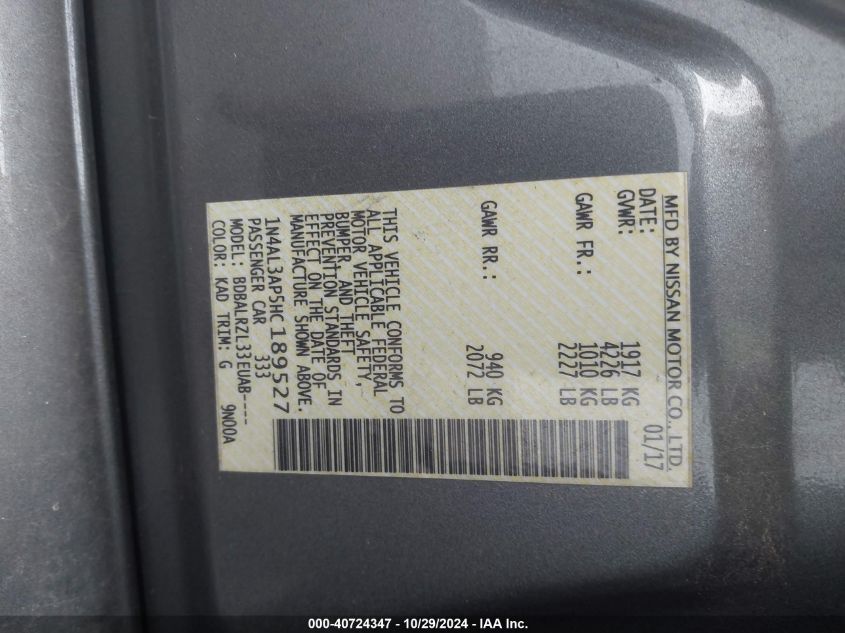 MFD BY NISSAN MOTOR CO., LTD.
DATE: 01/17
GVWR: 1917 KG
4226 LB
GAWR FR.: 1010 KG
2227 LB
GAWR RR.: 940 KG
2072 LB
THIS VEHICLE CONFORMS TO
ALL APPLICABLE FEDERAL
MOTOR VEHICLE SAFETY,
BUMPER, AND THEFT
PREVENTION STANDARDS IN
EFFECT ON THE DATE OF
MANUFACTURE SHOWN ABOVE.
1N4AL3AP5HC189527
PASSENGER CAR 333
MODEL: BDBALRZL33EUAB----
COLOR: KAD TRIM: G 9N00A
000-40724347 - 10/29/2024 - IAA Inc.